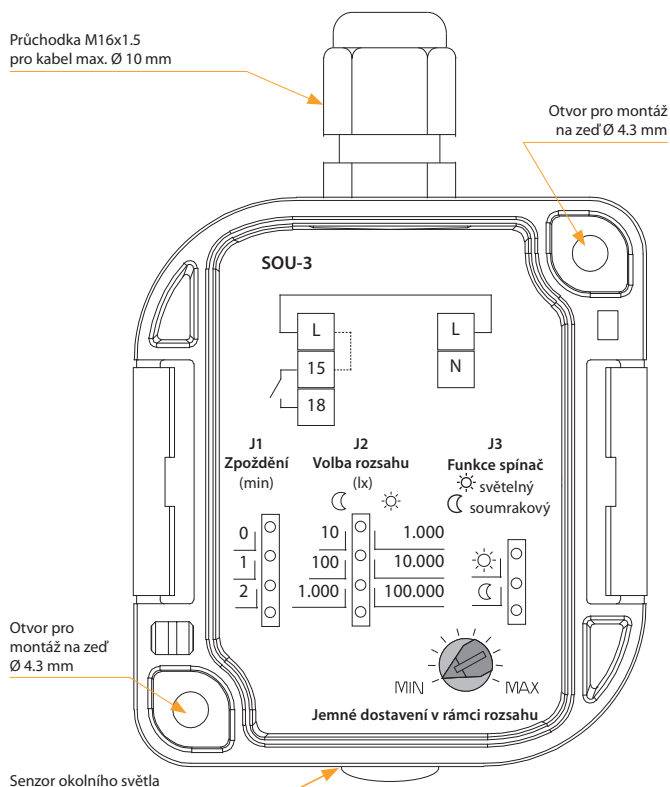 Průchodka M16x1.5
pro kabel max. Ø 10 mm
Otvor pro montáž
na zeď Ø 4.3 mm
SOU-3
L L
15 N
18
J1 J2 J3
Zpoždění Volba rozsahu Funkce spínač
(min) (lx) světelný
soumrakový
0 10 1.000
1 100 10.000
2 1.000 100.000
Otvor pro
montáž na zeď
Ø 4.3 mm
MIN MAX
Jemné dostavení v rámci rozsahu
Senzor okolního světla